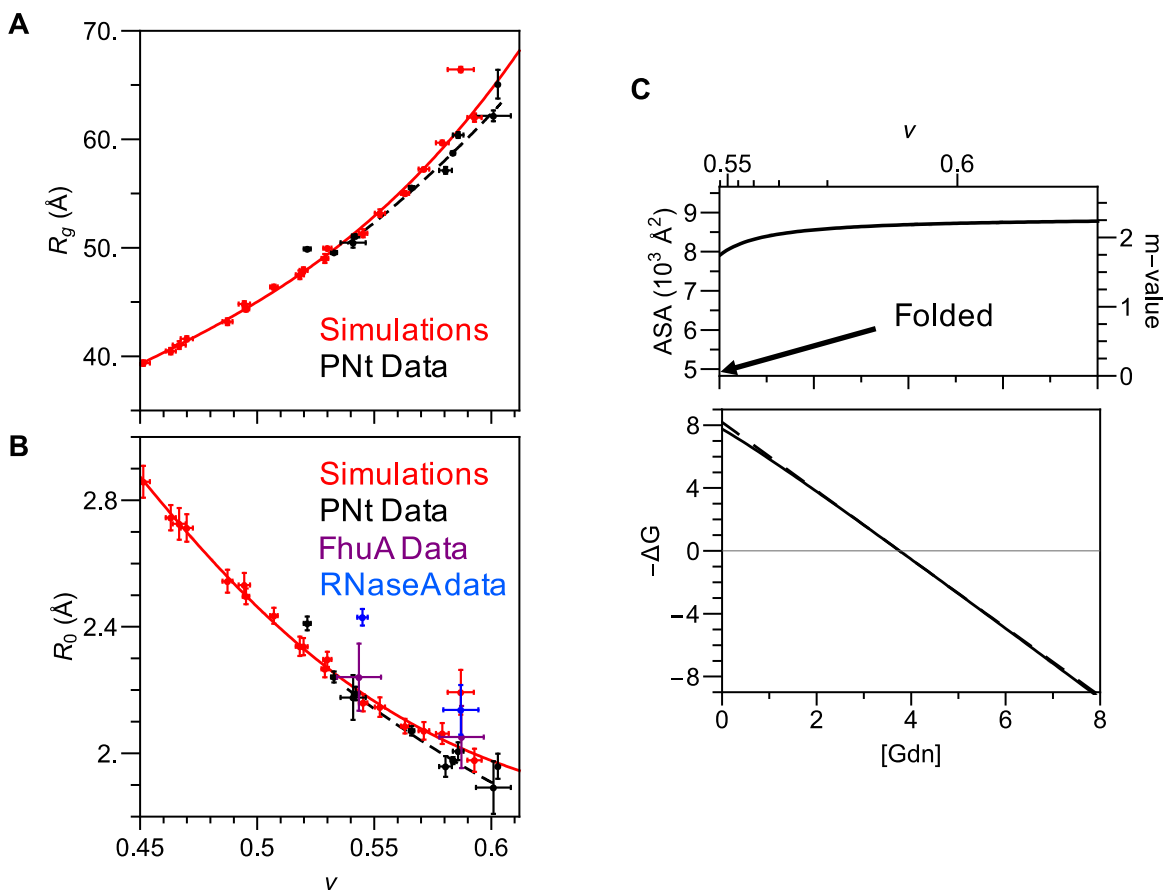 A
70.
60.
50.
40.
Rg (Å)
Simulations
PNt Data
B
2.8
2.4
2.
R0 (Å)
Simulations
PNt Data
FhuA Data
RNaseA data
0.45
0.5
0.55
0.6
ν
C
ν
0.55
0.6
9
8
7
6
5
ASA (10³ Å²)
Folded
2
1
0
m-value
8
4
0
−4
−8
−ΔG
0
2
4
6
8
[Gdn]